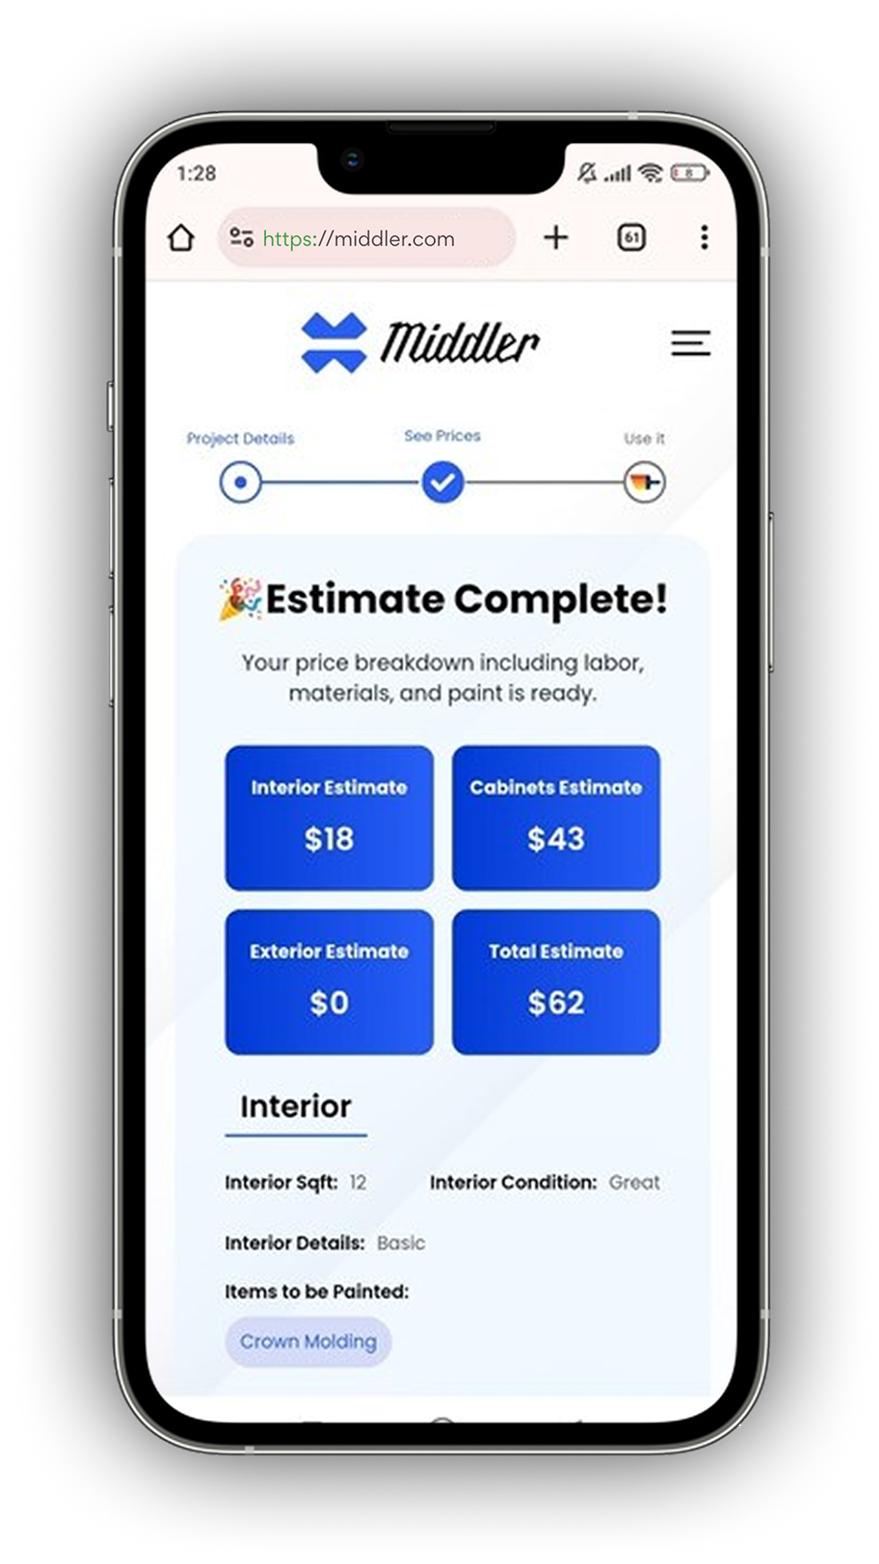 1:28
8
https://middler.com
61
Middler
Project Details
See Prices
Use it
Estimate Complete!
Your price breakdown including labor,
materials, and paint is ready.
Interior Estimate
Cabinets Estimate
$18
$43
Exterior Estimate
Total Estimate
$0
$62
Interior
Interior Sqft: 12
Interior Condition: Great
Interior Details: Basic
Items to be Painted:
Crown Molding